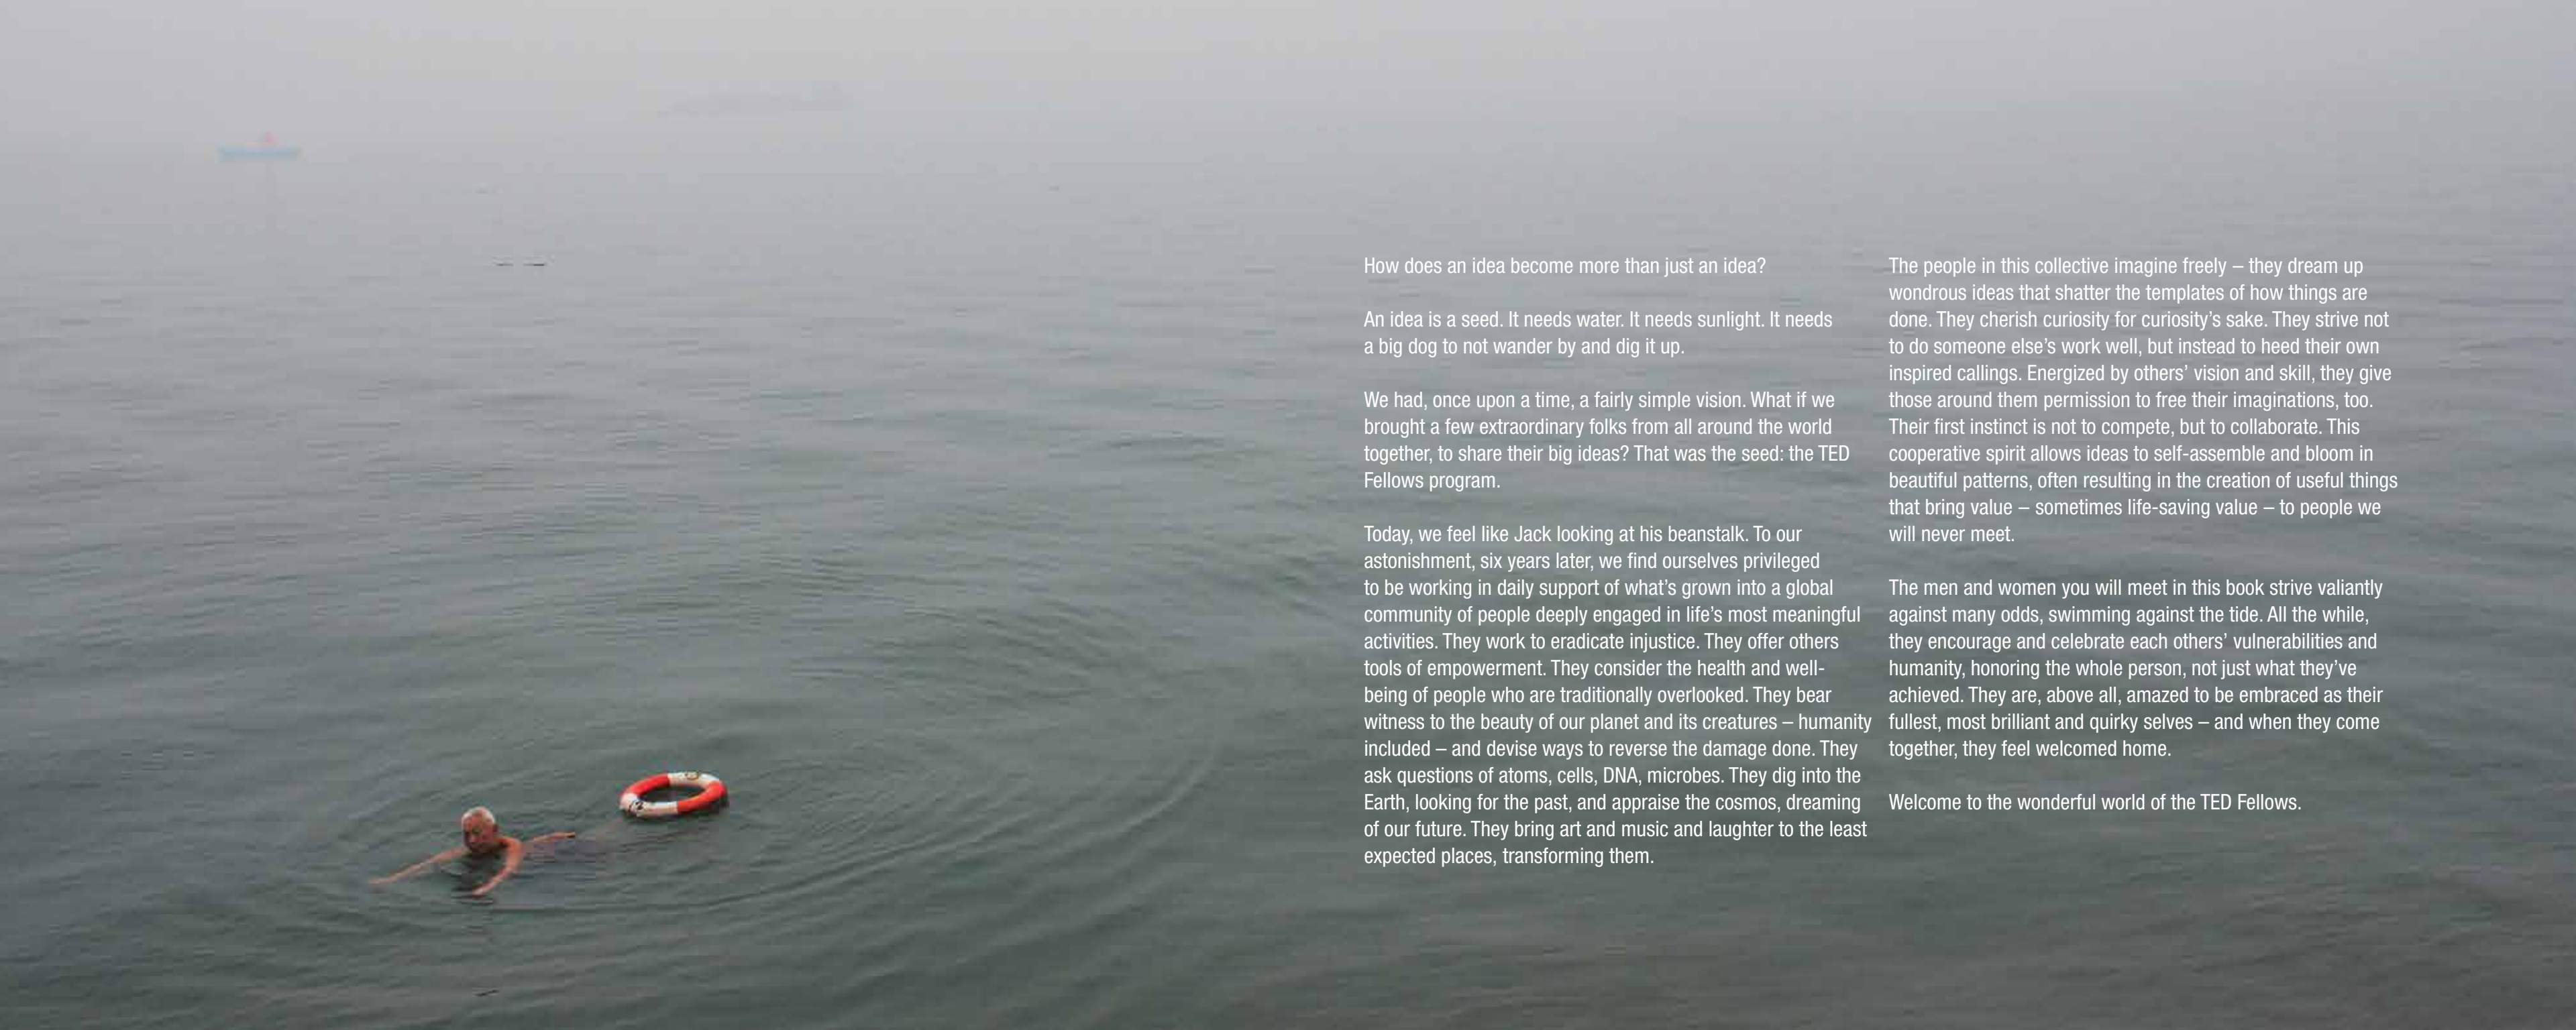 How does an idea become more than just an idea?
An idea is a seed. It needs water. It needs sunlight. It needs
a big dog to not wander by and dig it up.
We had, once upon a time, a fairly simple vision. What if we
brought a few extraordinary folks from all around the world
together, to share their big ideas? That was the seed: the TED
Fellows program.
Today, we feel like Jack looking at his beanstalk. To our
astonishment, six years later, we find ourselves privileged
to be working in daily support of what's grown into a global
community of people deeply engaged in life's most meaningful
activities. They work to eradicate injustice. They offer others
tools of empowerment. They consider the health and well-
being of people who are traditionally overlooked. They bear
witness to the beauty of our planet and its creatures – humanity
included – and devise ways to reverse the damage done. They
ask questions of atoms, cells, DNA, microbes. They dig into the
Earth, looking for the past, and appraise the cosmos, dreaming
of our future. They bring art and music and laughter to the least
expected places, transforming them.
The people in this collective imagine freely – they dream up
wondrous ideas that shatter the templates of how things are
done. They cherish curiosity for curiosity's sake. They strive not
to do someone else's work well, but instead to heed their own
inspired callings. Energized by others' vision and skill, they give
those around them permission to free their imaginations, too.
Their first instinct is not to compete, but to collaborate. This
cooperative spirit allows ideas to self-assemble and bloom in
beautiful patterns, often resulting in the creation of useful things
that bring value – sometimes life-saving value – to people we
will never meet.
The men and women you will meet in this book strive valiantly
against many odds, swimming against the tide. All the while,
they encourage and celebrate each others' vulnerabilities and
humanity, honoring the whole person, not just what they've
achieved. They are, above all, amazed to be embraced as their
fullest, most brilliant and quirky selves – and when they come
together, they feel welcomed home.
Welcome to the wonderful world of the TED Fellows.